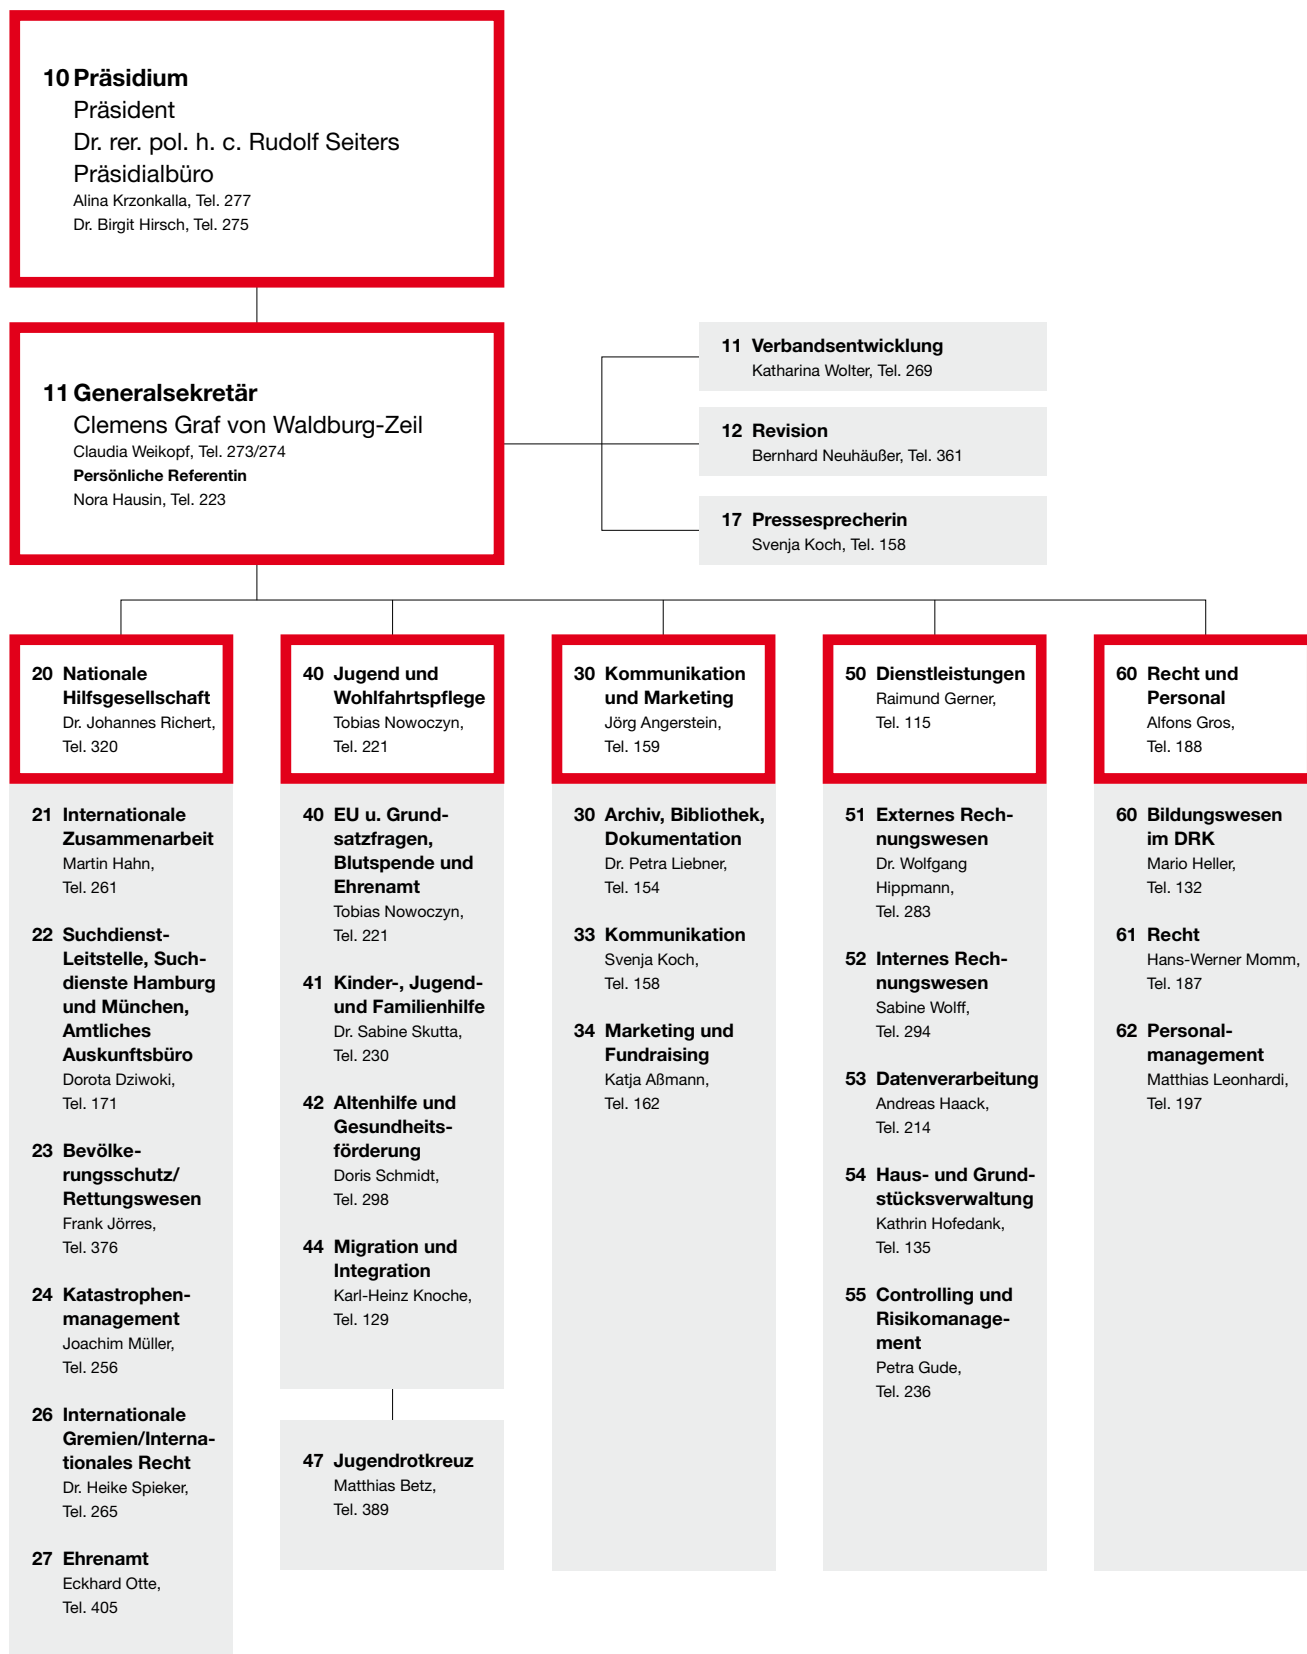 10 Präsidium
Präsident
Dr. rer. pol. h. c. Rudolf Seiters
Präsidialbüro
Alina Krzonkalla, Tel. 277
Dr. Birgit Hirsch, Tel. 275
11 Generalsekretär
Clemens Graf von Waldburg-Zeil
Claudia Weikopf, Tel. 273/274
Persönliche Referentin
Nora Hausin, Tel. 223
11 Verbandsentwicklung
Katharina Wolter, Tel. 269
12 Revision
Bernhard Neuhäußer, Tel. 361
17 Pressesprecherin
Svenja Koch, Tel. 158
20 Nationale
Hilfsgesellschaft
Dr. Johannes Richert,
Tel. 320
21 Internationale
Zusammenarbeit
Martin Hahn,
Tel. 261
22 Suchdienst-
Leitstelle, Such-
dienste Hamburg
und München,
Amtliches
Auskunftsbüro
Dorota Dziwoki,
Tel. 171
23 Bevölke-
rungsschutz/
Rettungswesen
Frank Jörres,
Tel. 376
24 Katastrophen-
management
Joachim Müller,
Tel. 256
26 Internationale
Gremien/Interna-
tionales Recht
Dr. Heike Spieker,
Tel. 265
27 Ehrenamt
Eckhard Otte,
Tel. 405
40 Jugend und
Wohlfahrtspflege
Tobias Nowoczyn,
Tel. 221
40 EU u. Grund-
satzfragen,
Blutspende und
Ehrenamt
Tobias Nowoczyn,
Tel. 221
41 Kinder-, Jugend-
und Familienhilfe
Dr. Sabine Skutta,
Tel. 230
42 Altenhilfe und
Gesundheits-
förderung
Doris Schmidt,
Tel. 298
44 Migration und
Integration
Karl-Heinz Knoche,
Tel. 129
47 Jugendrotkreuz
Matthias Betz,
Tel. 389
30 Kommunikation
und Marketing
Jörg Angerstein,
Tel. 159
30 Archiv, Bibliothek,
Dokumentation
Dr. Petra Liebner,
Tel. 154
33 Kommunikation
Svenja Koch,
Tel. 158
34 Marketing und
Fundraising
Katja Aßmann,
Tel. 162
50 Dienstleistungen
Raimund Gerner,
Tel. 115
51 Externes Rech-
nungswesen
Dr. Wolfgang
Hippmann,
Tel. 283
52 Internes Rech-
nungswesen
Sabine Wolff,
Tel. 294
53 Datenverarbeitung
Andreas Haack,
Tel. 214
54 Haus- und Grund-
stücksverwaltung
Kathrin Hofedank,
Tel. 135
55 Controlling und
Risikomanage-
ment
Petra Gude,
Tel. 236
60 Recht und
Personal
Alfons Gros,
Tel. 188
60 Bildungswesen
im DRK
Mario Heller,
Tel. 132
61 Recht
Hans-Werner Momm,
Tel. 187
62 Personal-
management
Matthias Leonhardi,
Tel. 197